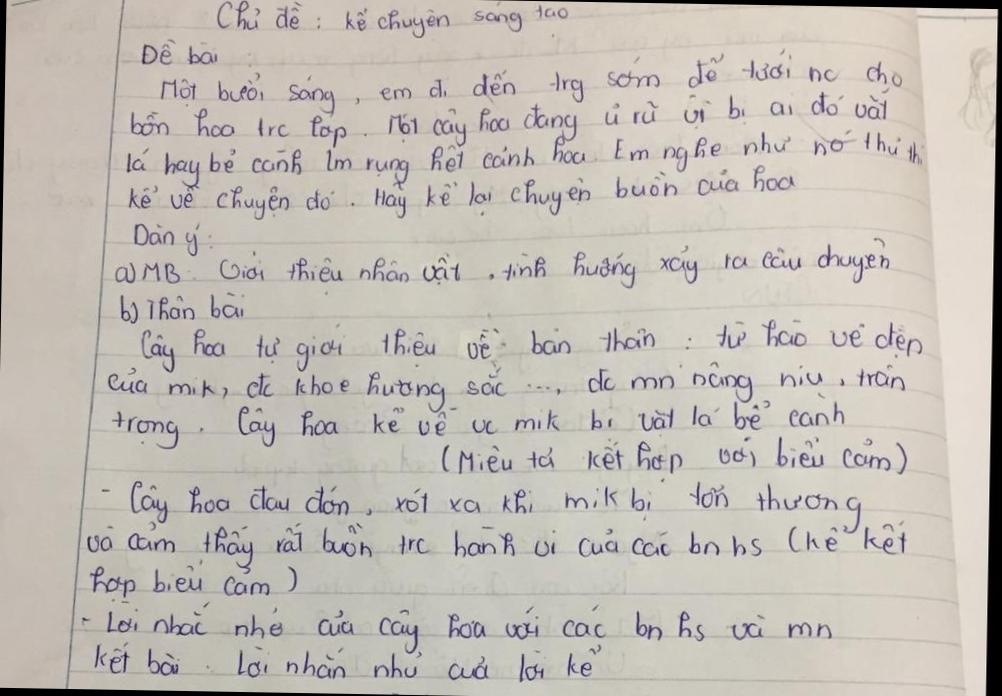 Chủ đề : kể chuyện sáng tạo
Đề bài
Một buổi sáng, em đi đến trg sớm để tưới nc cho
bồn hoa trc lớp. Một cây hoa đang ủ rũ vì bị ai đó vặt
lá hay bẻ cành lm rụng hết cánh hoa. Em nghe như nó thủ thỉ
kể về chuyện đó. Hãy kể lại chuyện buồn của hoa
Dàn ý:
a) MB. Giới thiệu nhân vật, tình huống xảy ra câu chuyện
b) Thân bài
Cây hoa tự giới thiệu về bản thân : tự hào vẻ đẹp
của mik, đc khoe hương sắc ..., đc mn nâng niu, trân
trọng. Cây hoa kể về vc mik bị vặt lá bẻ cành
(Miêu tả kết hợp với biểu cảm)
- Cây hoa đau đớn, xót xa khi mik bị tổn thương
và cảm thấy rất buồn trc hành vi của các bn hs (kể kết
hợp biểu cảm)
- Lời nhắc nhở của cây hoa với các bn hs và mn
kết bài. Lời nhắn nhủ của lời kể